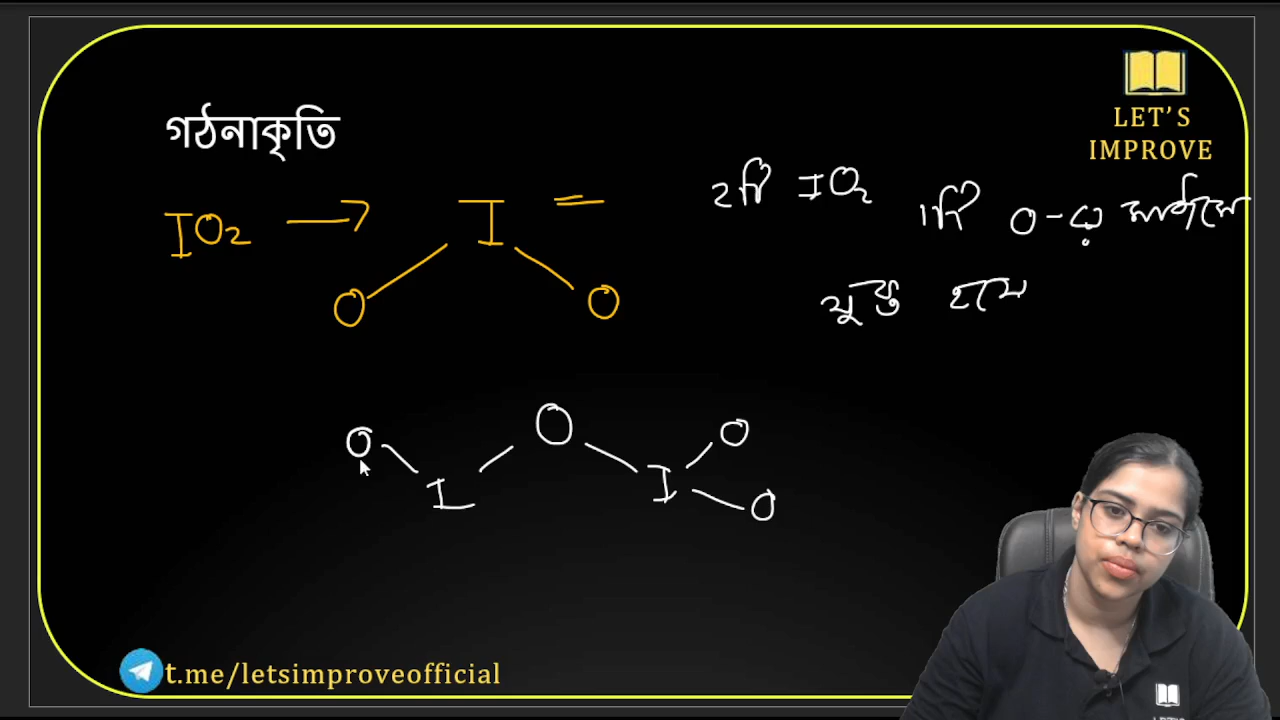 গঠনাকৃতি
LET'S
IMPROVE
IO₂ → I =
O O
২টি IO₂ ১টি O-র মাধ্যমে
যুক্ত হয়ে
O O O
I I
O
t.me/letsimproveofficial